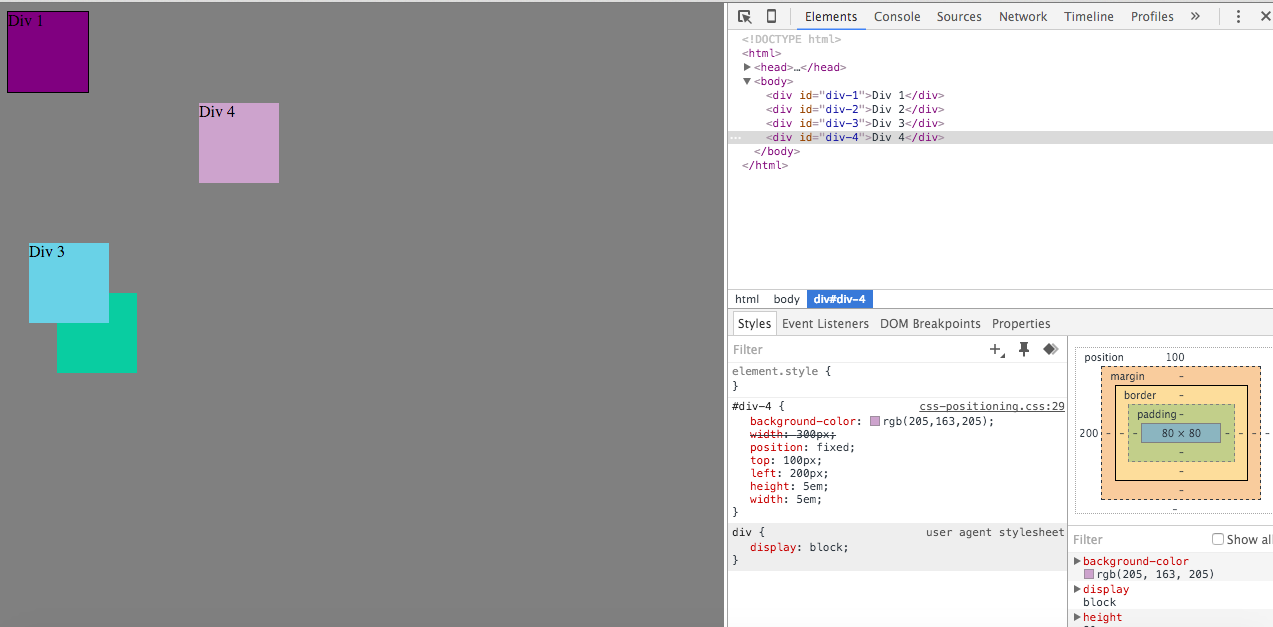 Div 1
Div 4
Div 3
Elements Console Sources Network Timeline Profiles »
<!DOCTYPE html>
<html>
▶<head>…</head>
▼<body>
<div id="div-1">Div 1</div>
<div id="div-2">Div 2</div>
<div id="div-3">Div 3</div>
… <div id="div-4">Div 4</div>
</body>
</html>
html body div#div-4
Styles Event Listeners DOM Breakpoints Properties
Filter
element.style {
}
#div-4 { css-positioning.css:29
background-color: rgb(205,163,205);
width: 300px;
position: fixed;
top: 100px;
left: 200px;
height: 5em;
width: 5em;
}
div { user agent stylesheet
display: block;
}
position 100
margin -
border -
padding -
200 - - - 80 × 80 - - - -
-
-
-
-
Filter Show all
▶background-color
rgb(205, 163, 205)
▶display
block
▶height